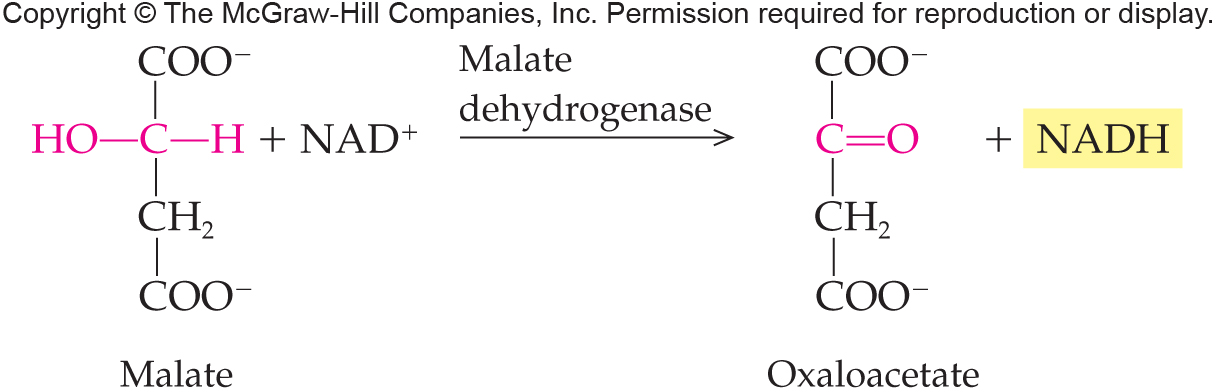 Copyright © The McGraw-Hill Companies, Inc. Permission required for reproduction or display.
COO⁻ Malate COO⁻
dehydrogenase
HO—C—H + NAD⁺ → C=O + NADH
CH₂ CH₂
COO⁻ COO⁻
Malate Oxaloacetate